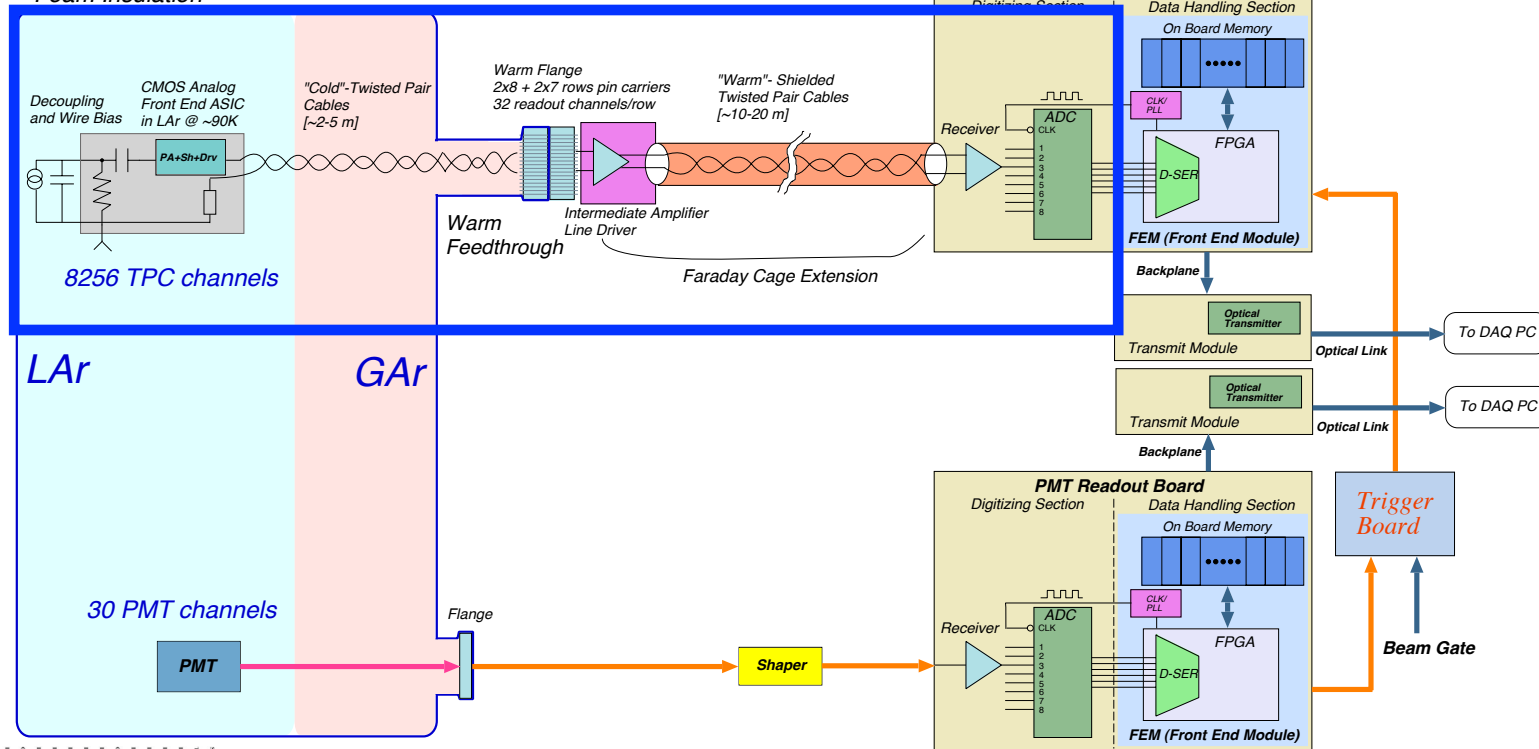 Foam Insulation
Digitizing Section
Data Handling Section
On Board Memory
Decoupling
and Wire Bias
CMOS Analog
Front End ASIC
in LAr @ ~90K
PA+Sh+Drv
"Cold"-Twisted Pair
Cables
[~2-5 m]
Warm Flange
2x8 + 2x7 rows pin carriers
32 readout channels/row
"Warm"- Shielded
Twisted Pair Cables
[~10-20 m]
Receiver
ADC
CLK
1
2
3
4
5
6
7
8
CLK/
PLL
FPGA
D-SER
FEM (Front End Module)
Intermediate Amplifier
Line Driver
Warm
Feedthrough
Faraday Cage Extension
8256 TPC channels
Backplane
Optical
Transmitter
Transmit Module
Optical Link
To DAQ PC
LAr
GAr
Optical
Transmitter
Transmit Module
Optical Link
To DAQ PC
Backplane
PMT Readout Board
Digitizing Section
Data Handling Section
On Board Memory
Trigger
Board
30 PMT channels
Flange
PMT
Shaper
Receiver
ADC
CLK
1
2
3
4
5
6
7
8
CLK/
PLL
FPGA
D-SER
FEM (Front End Module)
Beam Gate